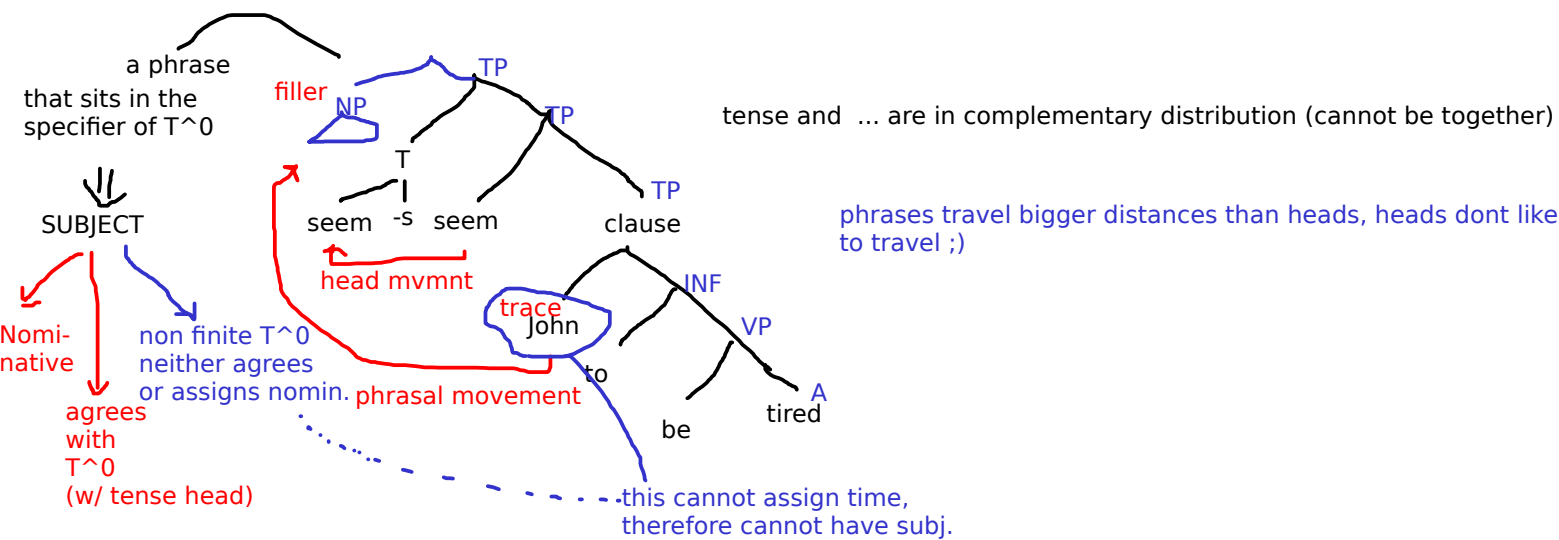 a phrase
that sits in the
specifier of T^0
SUBJECT
Nomi-
native
agrees
with
T^0
(w/ tense head)
non finite T^0
neither agrees
or assigns nomin.
filler
NP
TP
TP
T
seem
-s
seem
head mvmnt
TP
clause
INF
trace
John
to
VP
be
A
tired
phrasal movement
this cannot assign time,
therefore cannot have subj.
tense and ... are in complementary distribution (cannot be together)
phrases travel bigger distances than heads, heads dont like
to travel ;)